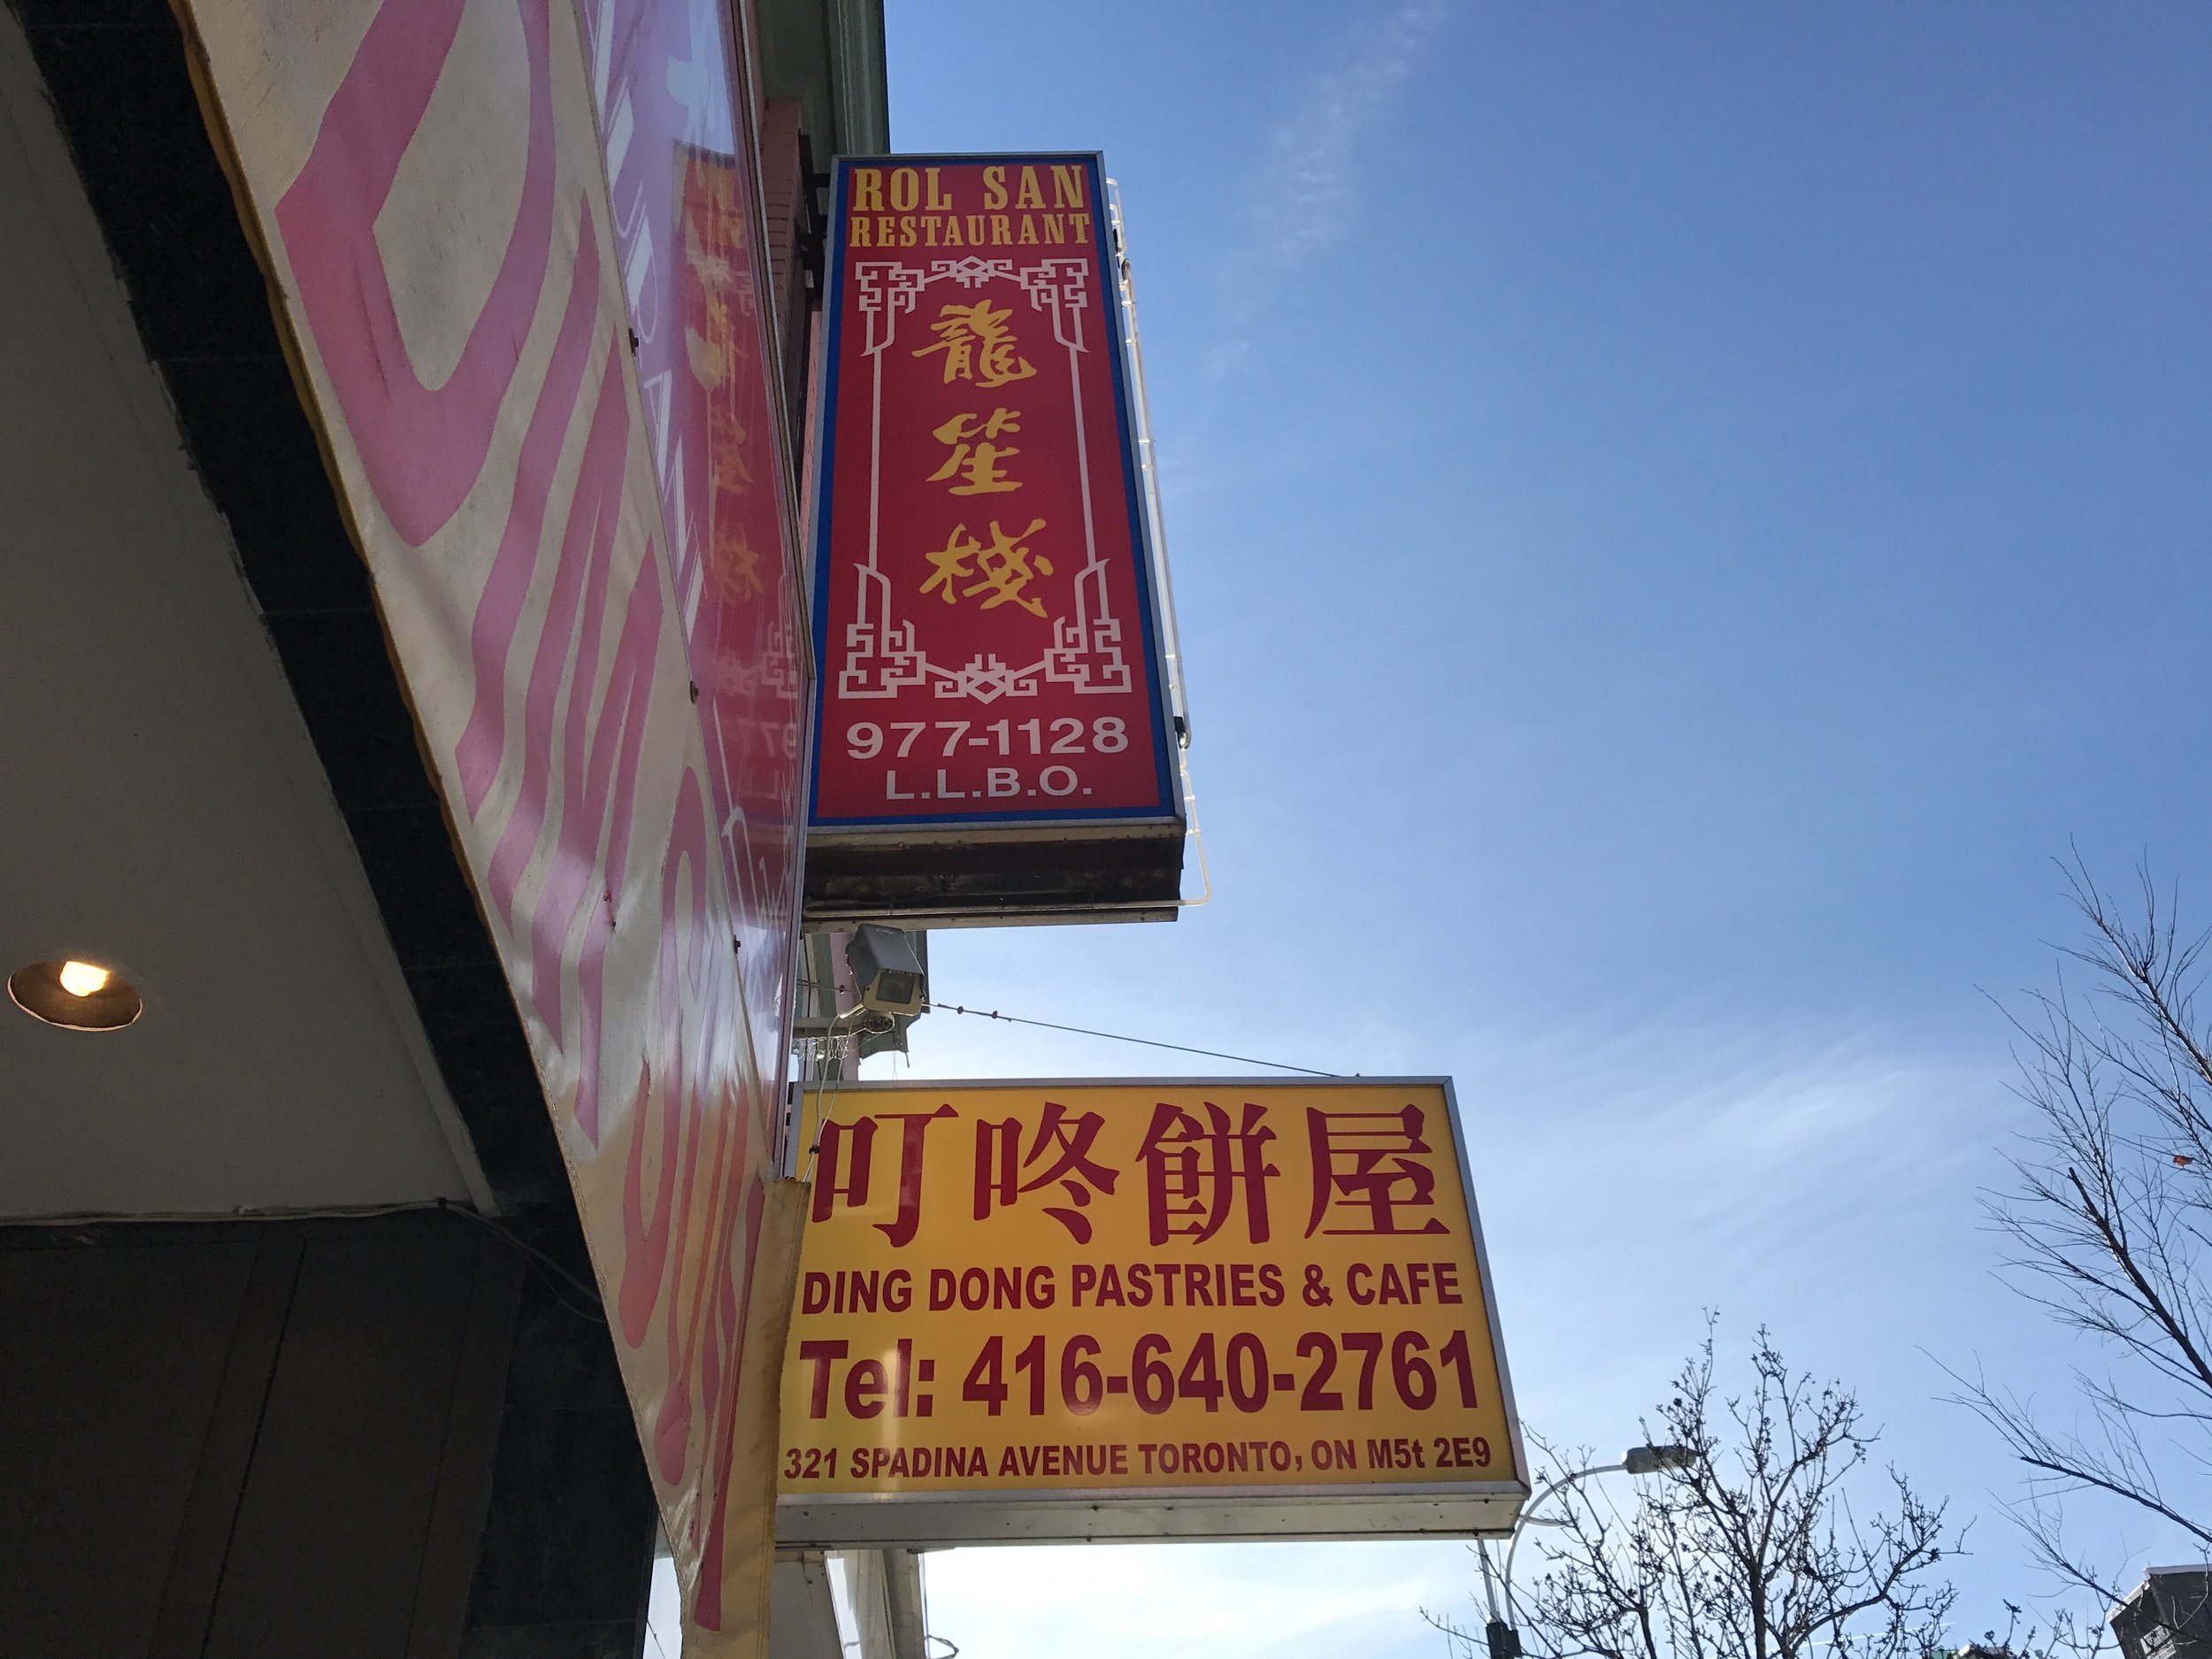 ROL SAN
RESTAURANT
龍
笙
棧
977-1128
L.L.B.O.
叮咚餅屋
DING DONG PASTRIES & CAFE
Tel: 416-640-2761
321 SPADINA AVENUE TORONTO, ON M5t 2E9